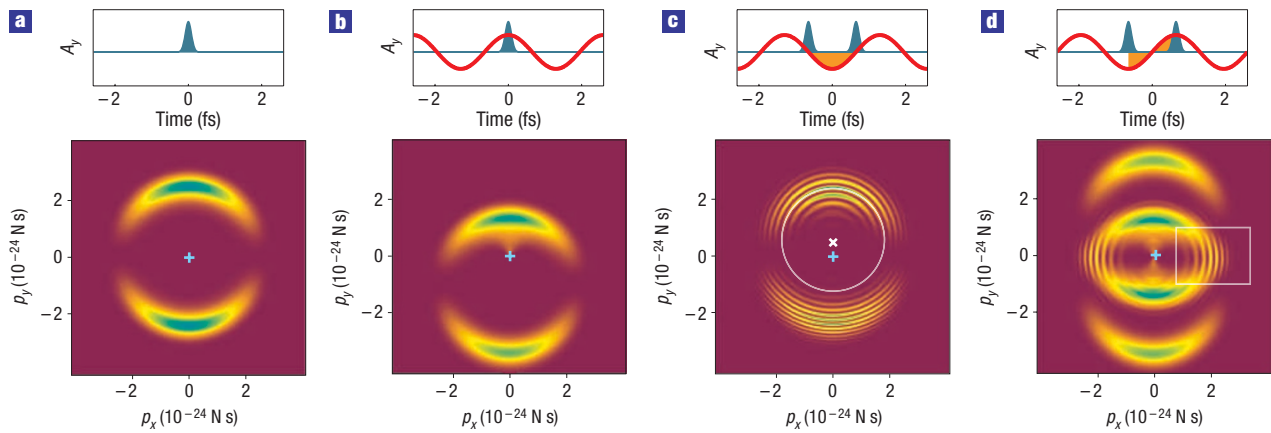 a
A_y
−2 0 2
Time (fs)
p_y (10⁻²⁴ N s)
2
0
−2
−2 0 2
p_x (10⁻²⁴ N s)
b
A_y
−2 0 2
Time (fs)
p_y (10⁻²⁴ N s)
2
0
−2
−2 0 2
p_x (10⁻²⁴ N s)
c
A_y
−2 0 2
Time (fs)
p_y (10⁻²⁴ N s)
2
0
−2
−2 0 2
p_x (10⁻²⁴ N s)
d
A_y
−2 0 2
Time (fs)
p_y (10⁻²⁴ N s)
2
0
−2
−2 0 2
p_x (10⁻²⁴ N s)